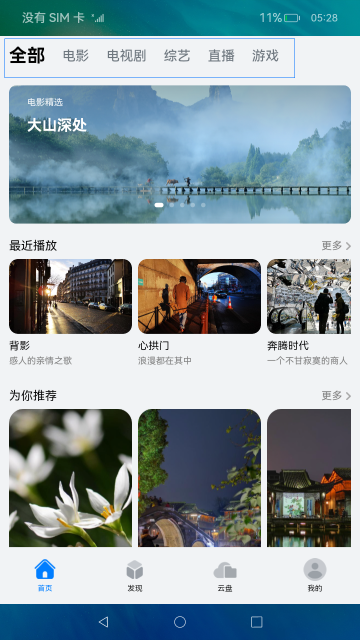 没有 SIM 卡 11% 05:28
全部 电影 电视剧 综艺 直播 游戏
电影精选
大山深处
最近播放 更多
背影 心拱门 奔腾时代
感人的亲情之歌 浪漫都在其中 一个不甘寂寞的商人
为你推荐 更多
首页 发现 云盘 我的